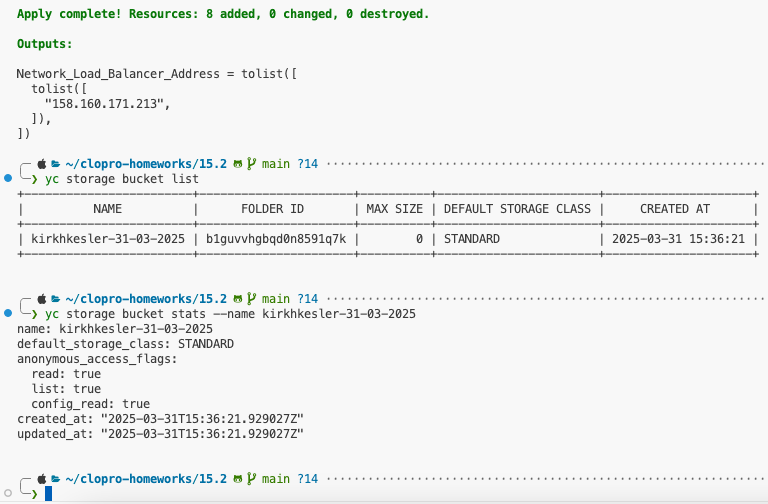 Apply complete! Resources: 8 added, 0 changed, 0 destroyed.
Outputs:
Network_Load_Balancer_Address = tolist([
  tolist([
    "158.160.171.213",
  ]),
])
~/clopro-homeworks/15.2 main ?14
❯ yc storage bucket list
| NAME | FOLDER ID | MAX SIZE | DEFAULT STORAGE CLASS | CREATED AT |
| kirkhkesler-31-03-2025 | b1guvvhgbqd0n8591q7k | 0 | STANDARD | 2025-03-31 15:36:21 |
~/clopro-homeworks/15.2 main ?14
❯ yc storage bucket stats --name kirkhkesler-31-03-2025
name: kirkhkesler-31-03-2025
default_storage_class: STANDARD
anonymous_access_flags:
  read: true
  list: true
  config_read: true
created_at: "2025-03-31T15:36:21.929027Z"
updated_at: "2025-03-31T15:36:21.929027Z"
~/clopro-homeworks/15.2 main ?14
❯